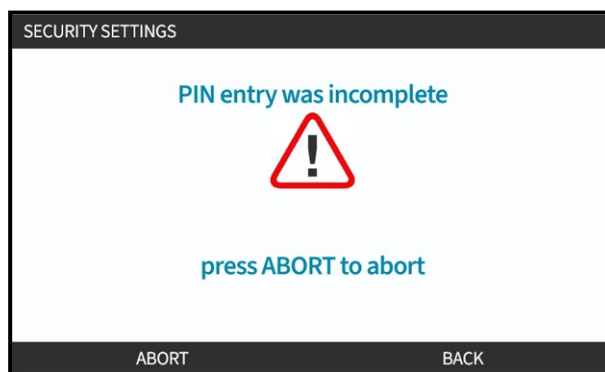 SECURITY SETTINGS
PIN entry was incomplete
!
press ABORT to abort
ABORT BACK